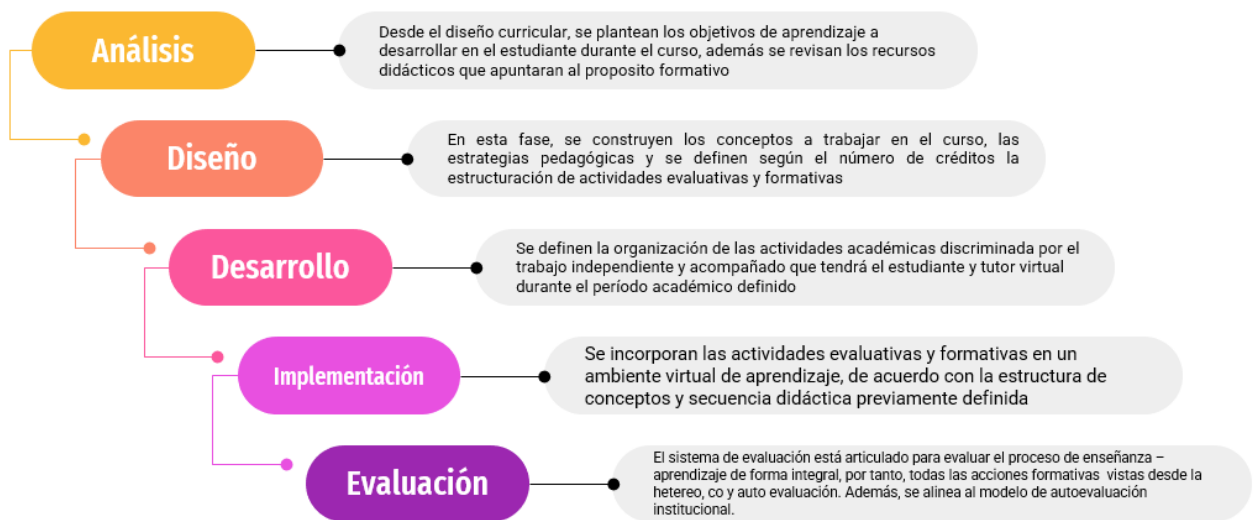 Análisis
Desde el diseño curricular, se plantean los objetivos de aprendizaje a
desarrollar en el estudiante durante el curso, además se revisan los recursos
didácticos que apuntaran al proposito formativo
Diseño
En esta fase, se construyen los conceptos a trabajar en el curso, las
estrategias pedagógicas y se definen según el número de créditos la
estructuración de actividades evaluativas y formativas
Desarrollo
Se definen la organización de las actividades académicas discriminada por el
trabajo independiente y acompañado que tendrá el estudiante y tutor virtual
durante el período académico definido
Implementación
Se incorporan las actividades evaluativas y formativas en un
ambiente virtual de aprendizaje, de acuerdo con la estructura de
conceptos y secuencia didáctica previamente definida
Evaluación
El sistema de evaluación está articulado para evaluar el proceso de enseñanza –
aprendizaje de forma integral, por tanto, todas las acciones formativas vistas desde la
hetereo, co y auto evaluación. Además, se alinea al modelo de autoevaluación
institucional.